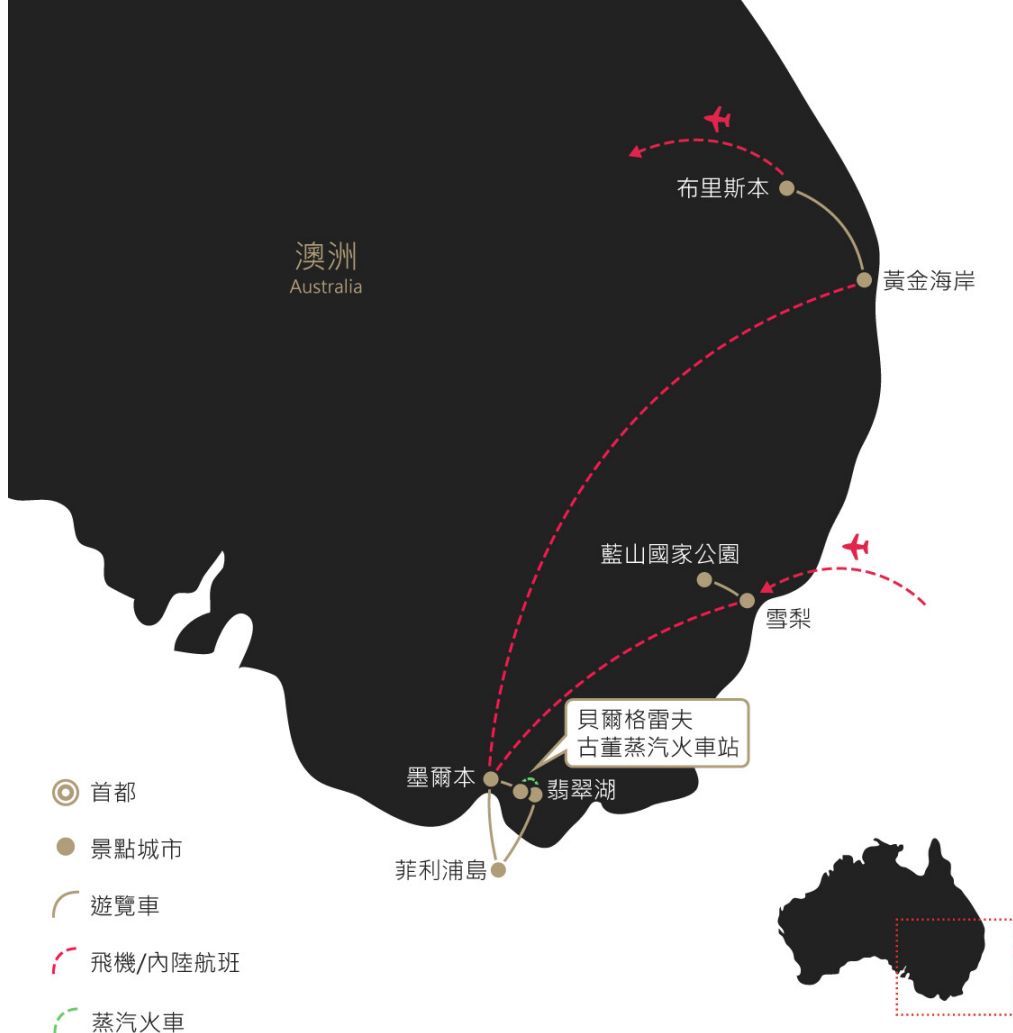 布里斯本
澳洲
Australia
黃金海岸
藍山國家公園
雪梨
貝爾格雷夫
古董蒸汽火車站
墨爾本
翡翠湖
菲利浦島
首都
景點城市
遊覽車
飛機/內陸航班
蒸汽火車